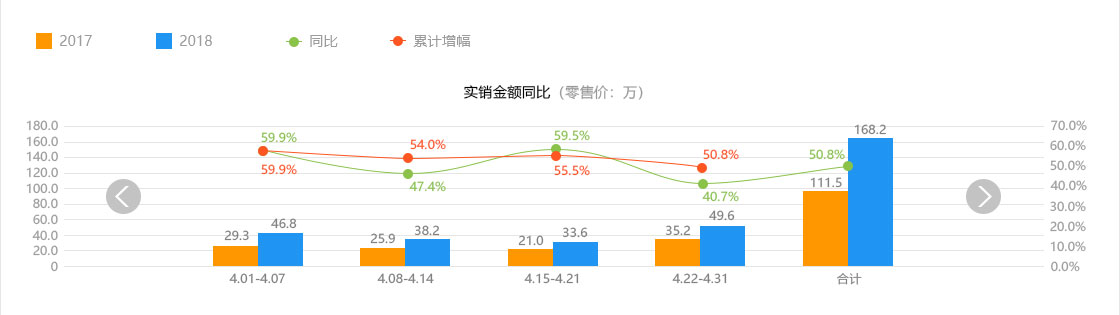 2017 2018 同比 累计增幅
实销金额同比（零售价：万）
180.0 160.0 140.0 120.0 100.0 80.0 60.0 40.0 20.0 0
59.9% 54.0% 59.5% 50.8% 50.8% 168.2
59.9% 47.4% 55.5% 40.7% 111.5
29.3 46.8 25.9 38.2 21.0 33.6 35.2 49.6
70.0% 60.0% 50.0% 40.0% 30.0% 20.0% 10.0% 0.0%
4.01-4.07 4.08-4.14 4.15-4.21 4.22-4.31 合计